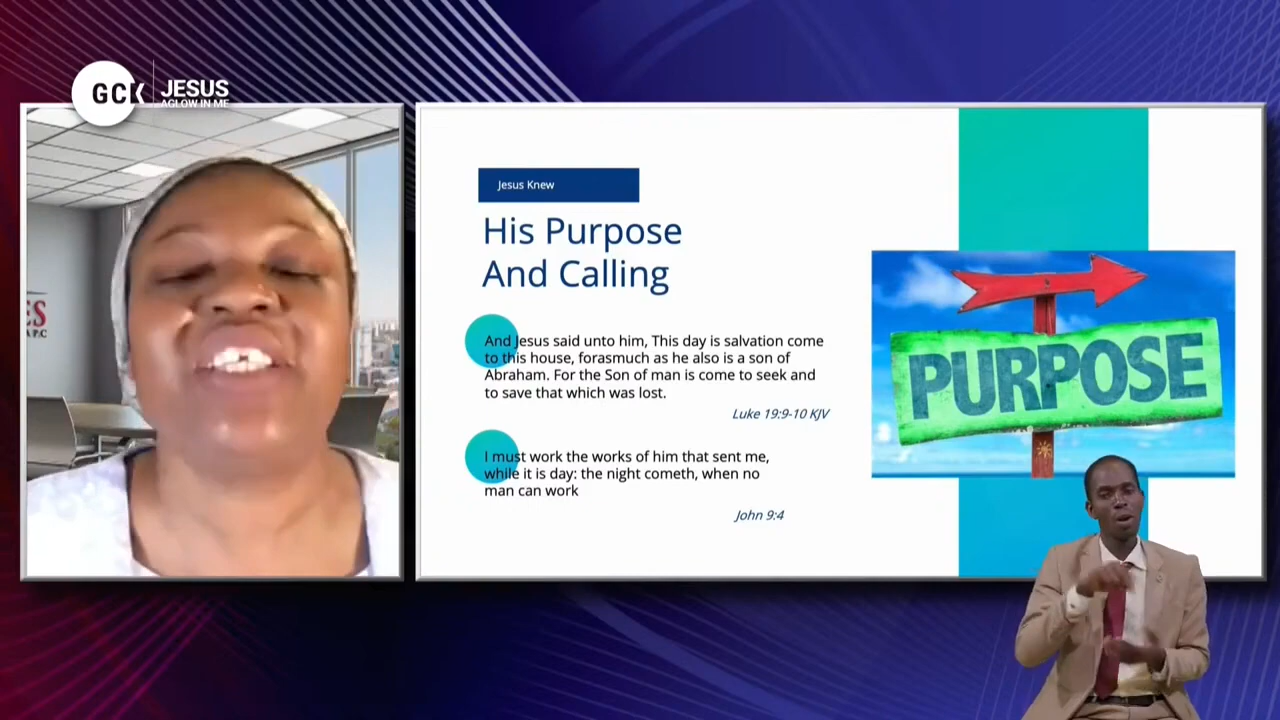 GCK
JESUS
AGLOW IN ME
ES
A P.C
Jesus Knew
His Purpose
And Calling
And Jesus said unto him, This day is salvation come
to this house, forasmuch as he also is a son of
Abraham. For the Son of man is come to seek and
to save that which was lost.
Luke 19:9-10 KJV
I must work the works of him that sent me,
while it is day: the night cometh, when no
man can work
John 9:4
PURPOSE